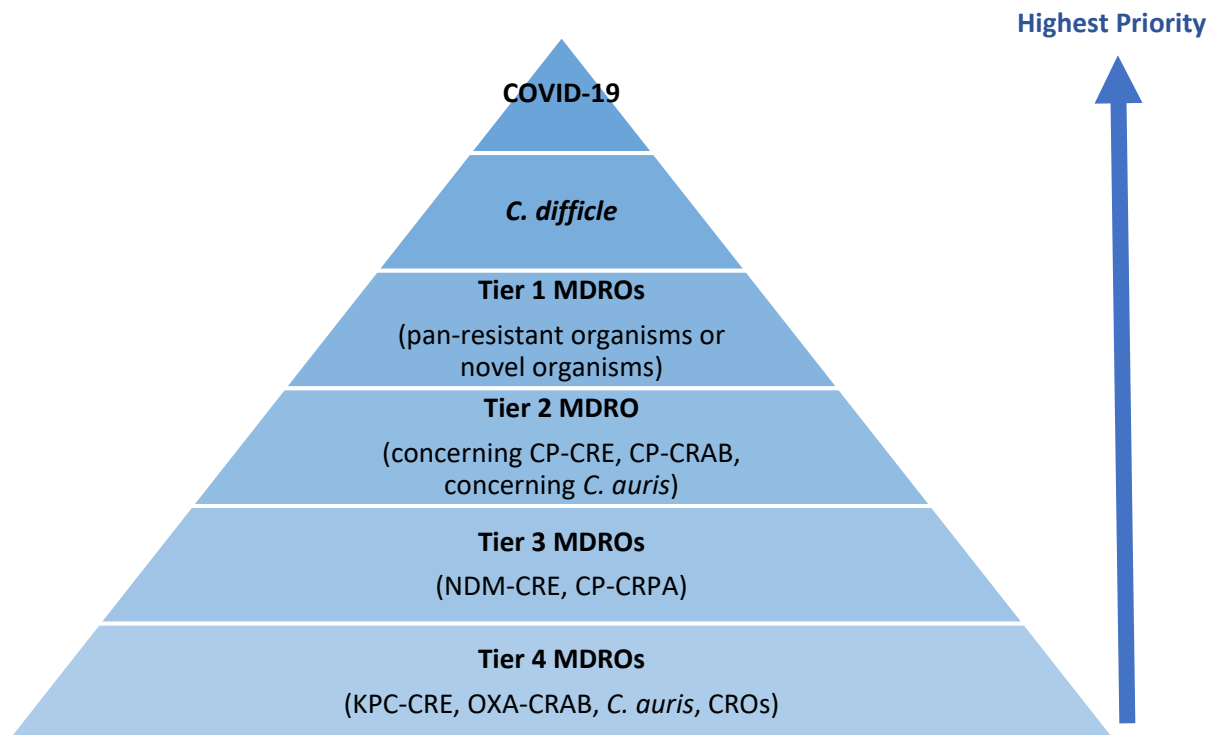 Highest Priority
COVID-19
C. difficle
Tier 1 MDROs
(pan-resistant organisms or
novel organisms)
Tier 2 MDRO
(concerning CP-CRE, CP-CRAB,
concerning C. auris)
Tier 3 MDROs
(NDM-CRE, CP-CRPA)
Tier 4 MDROs
(KPC-CRE, OXA-CRAB, C. auris, CROs)